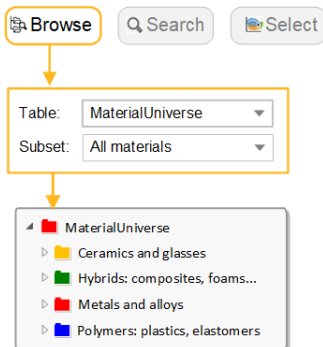 Browse Search Select
Table: MaterialUniverse
Subset: All materials
MaterialUniverse
Ceramics and glasses
Hybrids: composites, foams...
Metals and alloys
Polymers: plastics, elastomers